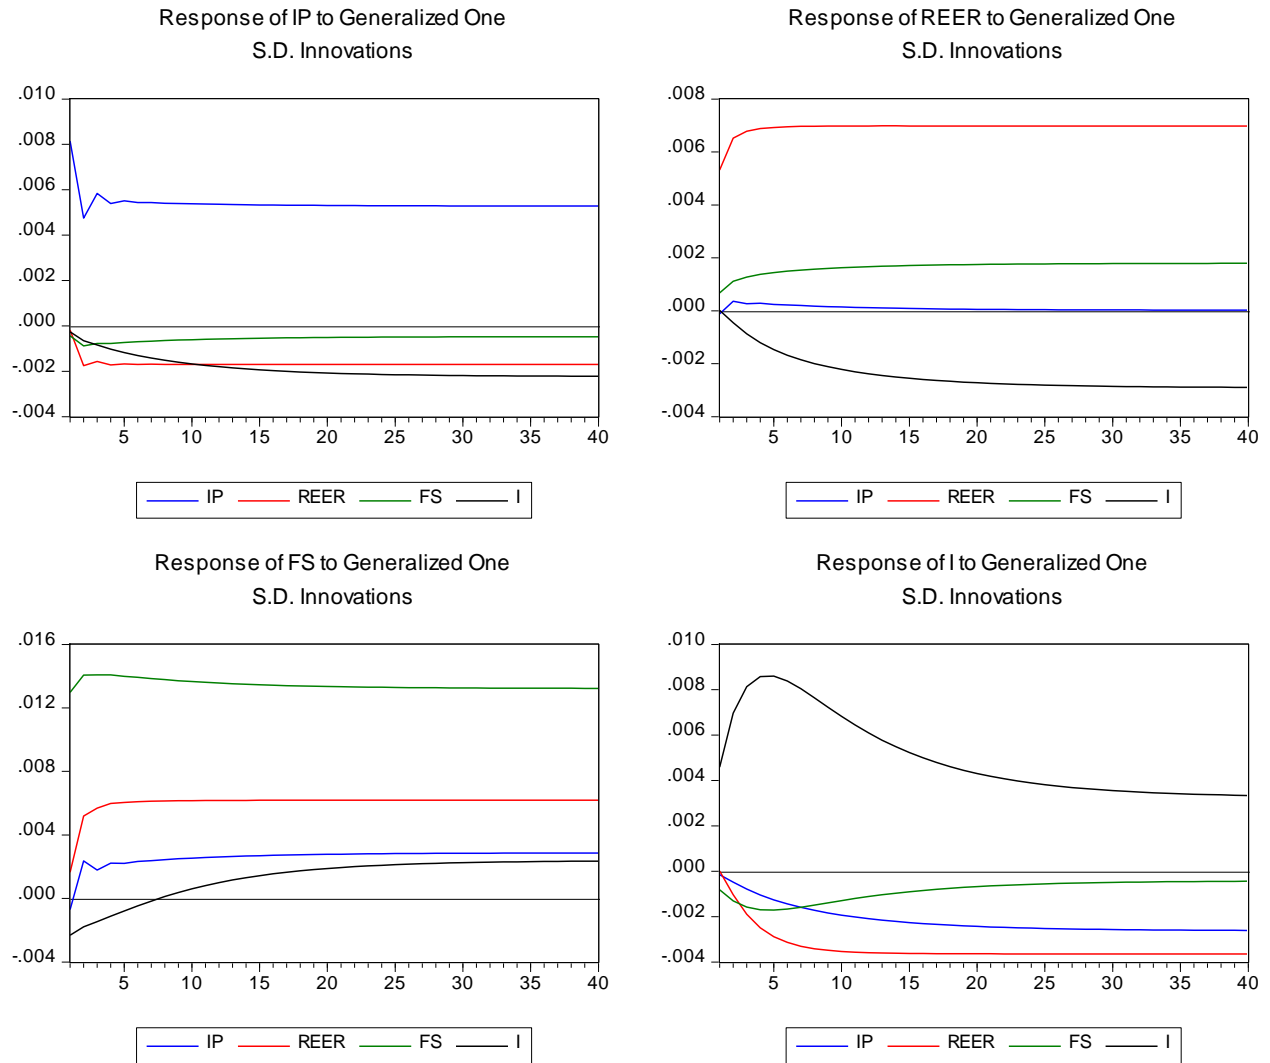 Response of IP to Generalized One
S.D. Innovations
.010
.008
.006
.004
.002
.000
-.002
-.004
5 10 15 20 25 30 35 40
IP REER FS I
Response of REER to Generalized One
S.D. Innovations
.008
.006
.004
.002
.000
-.002
-.004
5 10 15 20 25 30 35 40
IP REER FS I
Response of FS to Generalized One
S.D. Innovations
.016
.012
.008
.004
.000
-.004
5 10 15 20 25 30 35 40
IP REER FS I
Response of I to Generalized One
S.D. Innovations
.010
.008
.006
.004
.002
.000
-.002
-.004
5 10 15 20 25 30 35 40
IP REER FS I